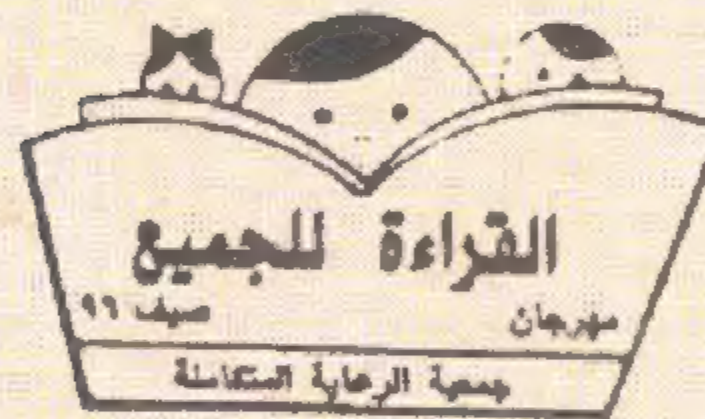 القراءة للجميع
مهرجان صيف ٩٦
جمعية الرعاية المتكاملة